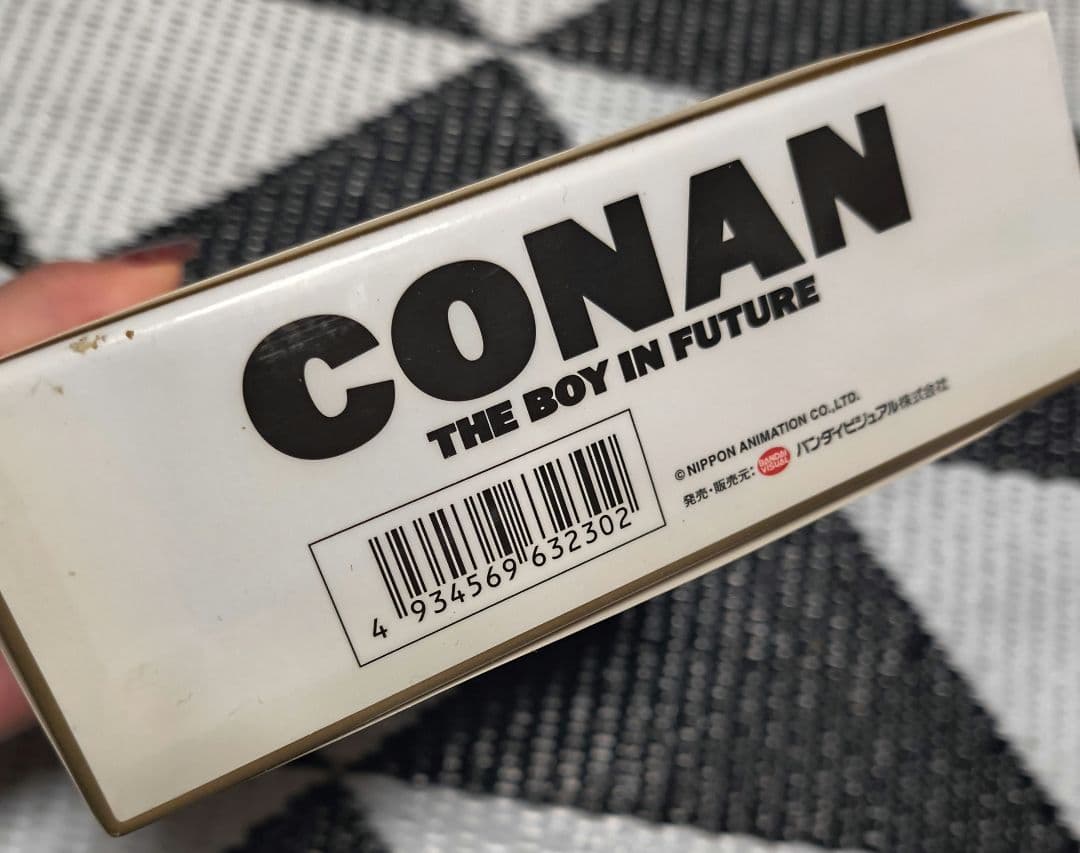 CONAN
THE BOY IN FUTURE
4 934569 632302
©NIPPON ANIMATION CO.,LTD.
発売・販売元: BANDAI VISUAL バンダイビジュアル株式会社